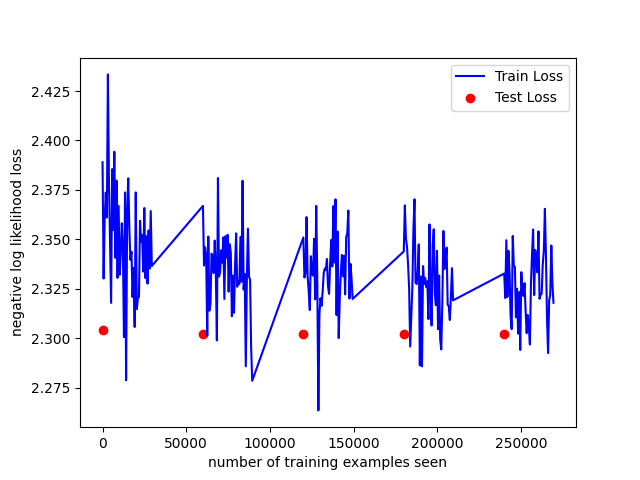 2.425
2.400
2.375
2.350
2.325
2.300
2.275
negative log likelihood loss
Train Loss
Test Loss
0 50000 100000 150000 200000 250000
number of training examples seen